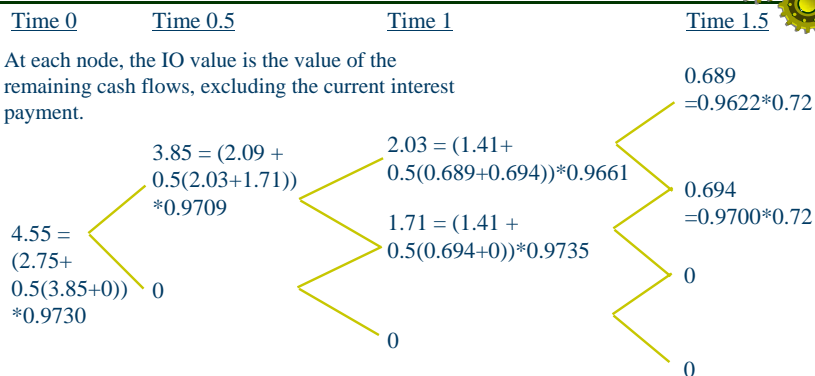 Time 0 Time 0.5 Time 1 Time 1.5
At each node, the IO value is the value of the
remaining cash flows, excluding the current interest
payment.
4.55 =
(2.75+
0.5(3.85+0))
*0.9730
3.85 = (2.09 +
0.5(2.03+1.71))
*0.9709
0
2.03 = (1.41+
0.5(0.689+0.694))*0.9661
1.71 = (1.41 +
0.5(0.694+0))*0.9735
0
0.689
=0.9622*0.72
0.694
=0.9700*0.72
0
0